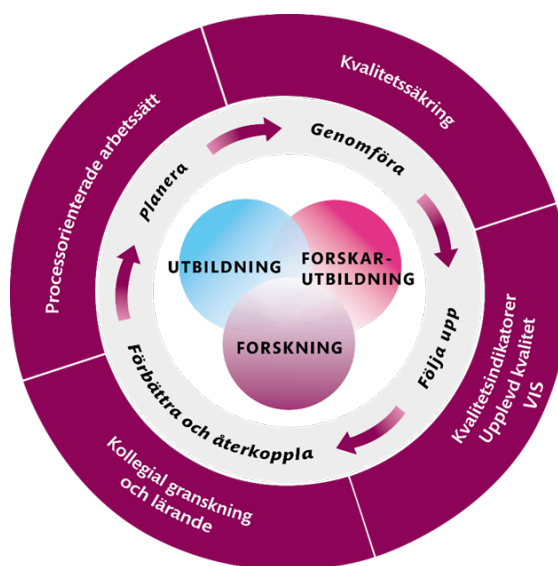 Kvalitetssäkring
Processorienterade arbetssätt
Genomföra
Planera
UTBILDNING
FORSKAR-
UTBILDNING
FORSKNING
Följa upp
Kvalitetsindikatorer
Upplevd kvalitet
VIS
Förbättra och återkoppla
Kollegial granskning
och lärande